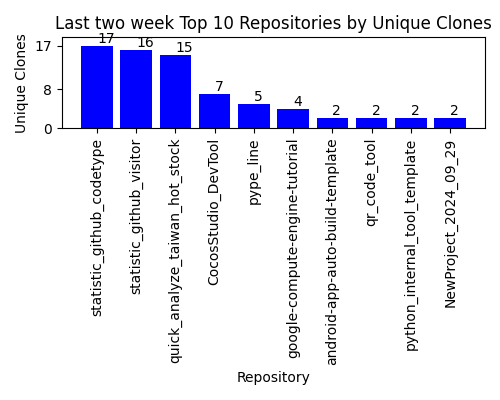 Last two week Top 10 Repositories by Unique Clones
Unique Clones
17
8
0
17
16
15
7
5
4
2
2
2
2
statistic_github_codetype
statistic_github_visitor
quick_analyze_taiwan_hot_stock
CocosStudio_DevTool
pype_line
google-compute-engine-tutorial
android-app-auto-build-template
qr_code_tool
python_internal_tool_template
NewProject_2024_09_29
Repository